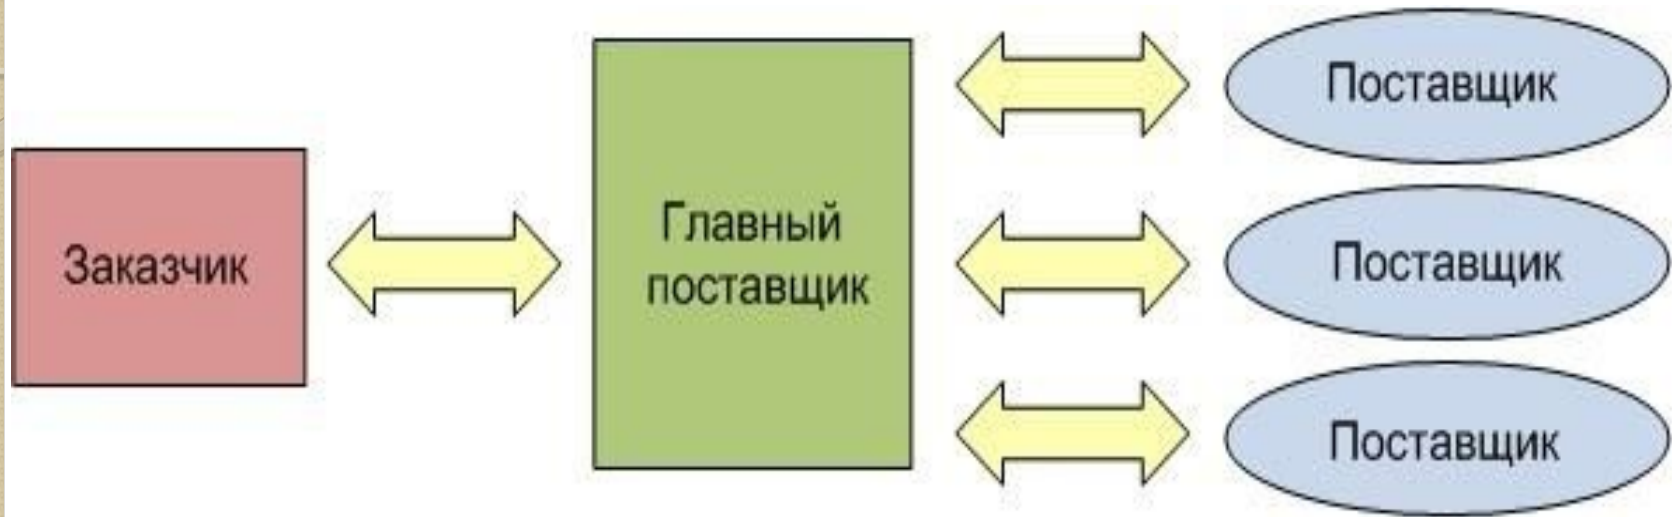 Заказчик
Главный
поставщик
Поставщик
Поставщик
Поставщик